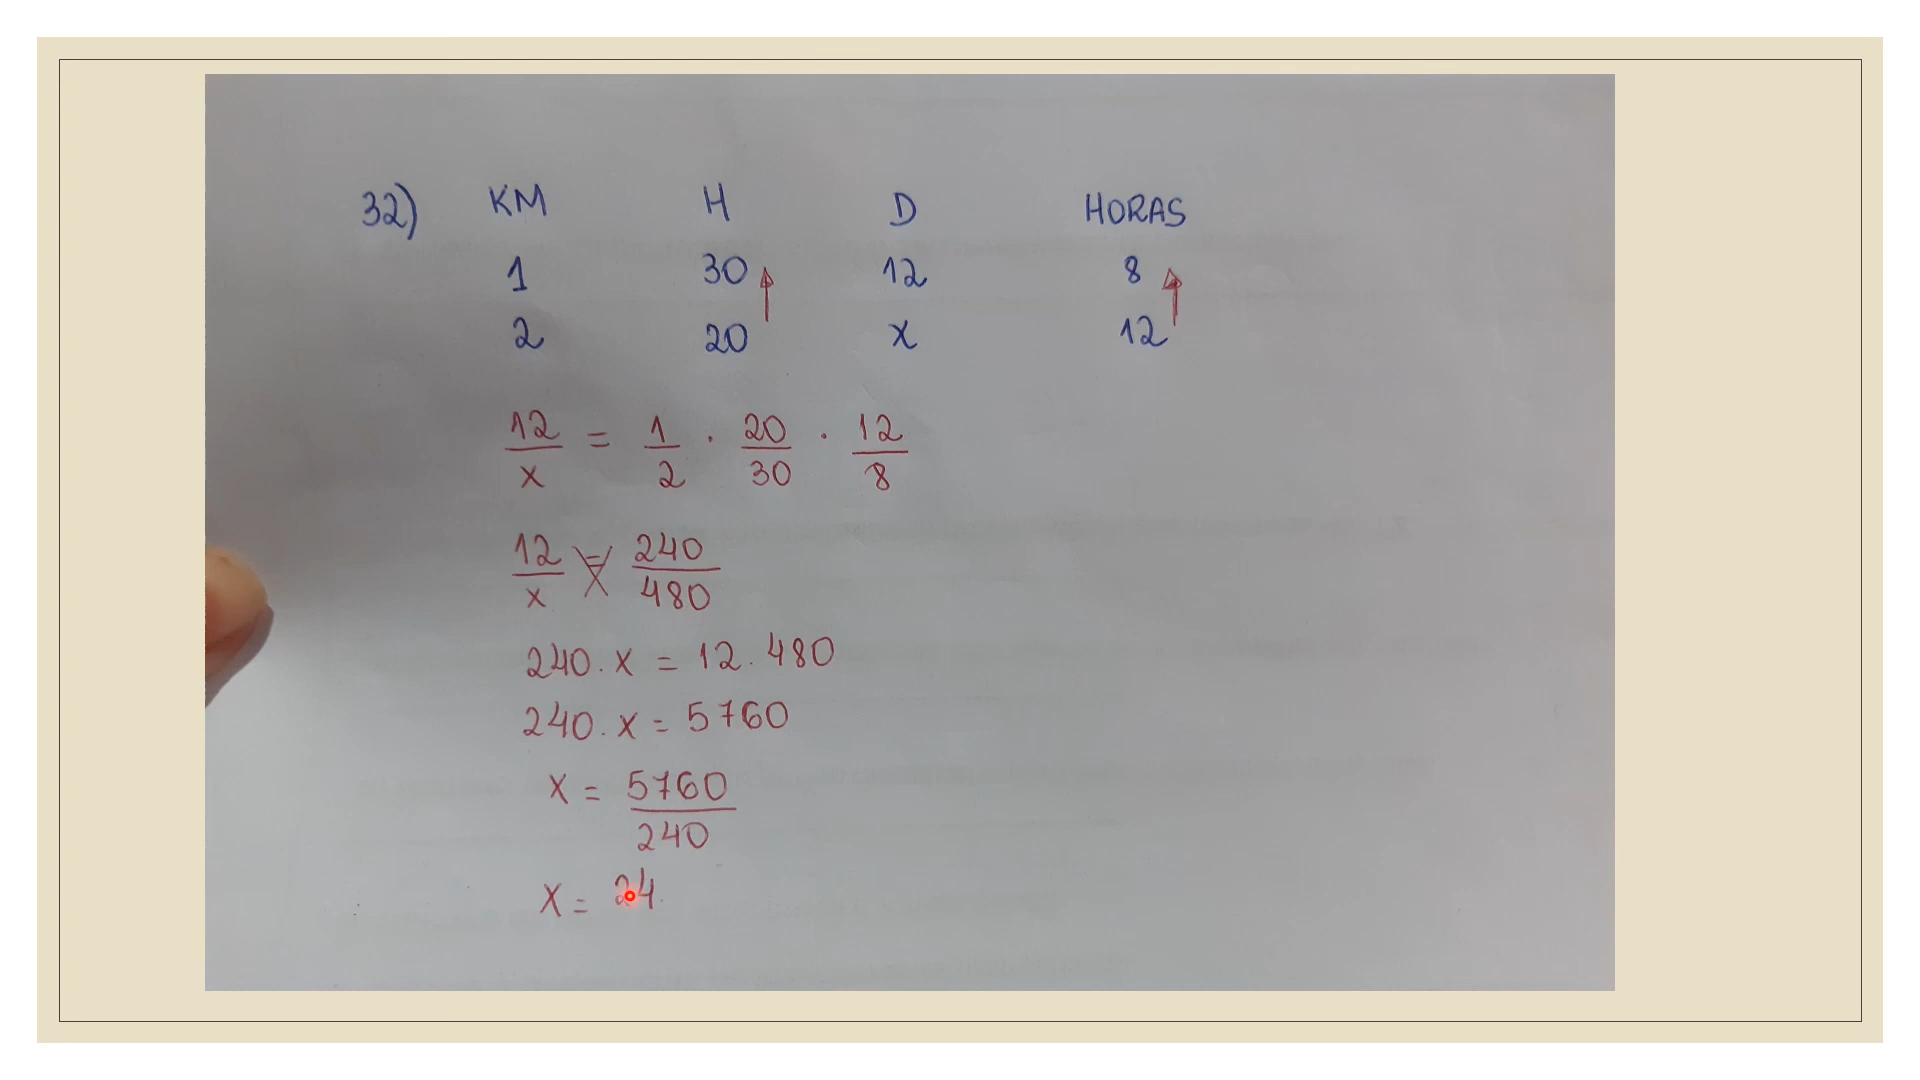 32) KM H D HORAS
1 30 12 8
2 20 x 12
12/x = 1/2 . 20/30 . 12/8
12/x = 240/480
240 . x = 12 . 480
240 . x = 5760
x = 5760/240
x = 24